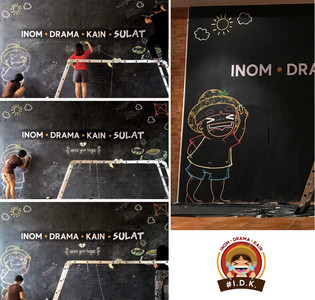 INOM • DRAMA • KAIN • SULAT
INOM • DRAMA • KAIN • SULAT
INOM • DRAMA • KAIN • SULAT
INOM • DRA
INOM • DRAMA • KAIN
#I.D.K.